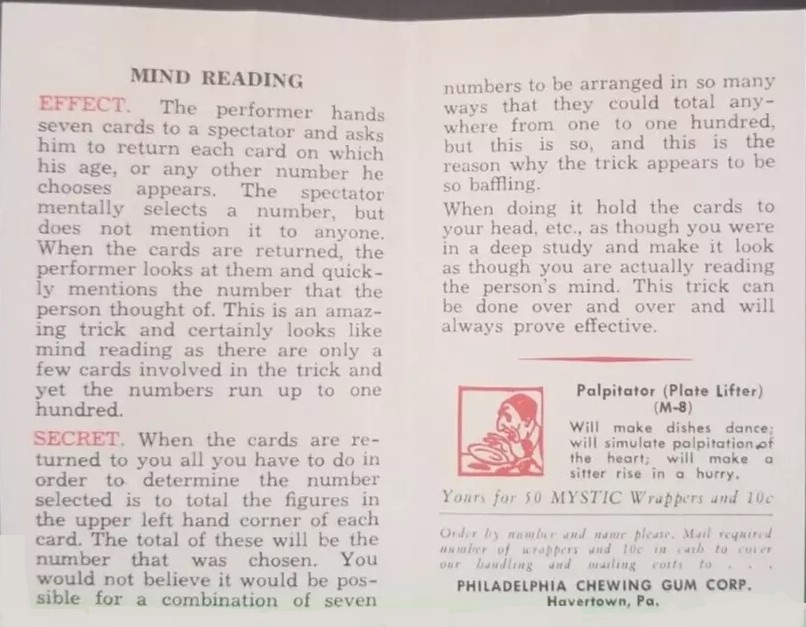 MIND READING
EFFECT. The performer hands
seven cards to a spectator and asks
him to return each card on which
his age, or any other number he
chooses appears. The spectator
mentally selects a number, but
does not mention it to anyone.
When the cards are returned, the
performer looks at them and quick-
ly mentions the number that the
person thought of. This is an amaz-
ing trick and certainly looks like
mind reading as there are only a
few cards involved in the trick and
yet the numbers run up to one
hundred.
SECRET. When the cards are re-
turned to you all you have to do in
order to determine the number
selected is to total the figures in
the upper left hand corner of each
card. The total of these will be the
number that was chosen. You
would not believe it would be pos-
sible for a combination of seven
numbers to be arranged in so many
ways that they could total any-
where from one to one hundred,
but this is so, and this is the
reason why the trick appears to be
so baffling.
When doing it hold the cards to
your head, etc., as though you were
in a deep study and make it look
as though you are actually reading
the person's mind. This trick can
be done over and over and will
always prove effective.
Palpitator (Plate Lifter)
(M-8)
Will make dishes dance;
will simulate palpitation of
the heart; will make a
sitter rise in a hurry.
Yours for 50 MYSTIC Wrappers and 10c
Order by number and name please. Mail required
number of wrappers and 10c in cash to cover
our handling and mailing costs to . . .
PHILADELPHIA CHEWING GUM CORP.
Havertown, Pa.